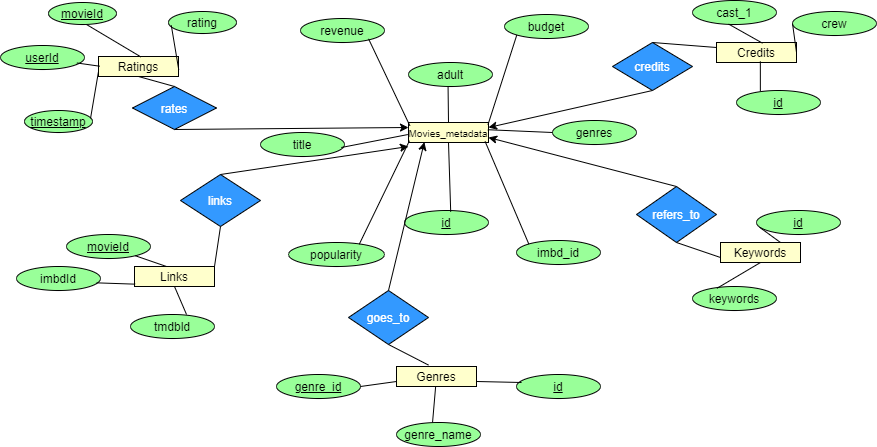 movieId
rating
userId
Ratings
timestamp
rates
revenue
budget
adult
Movies_metadata
title
genres
cast_1
crew
credits
Credits
id
links
movieId
imbdId
Links
tmdbId
popularity
id
imbd_id
refers_to
id
Keywords
keywords
goes_to
Genres
genre_id
id
genre_name